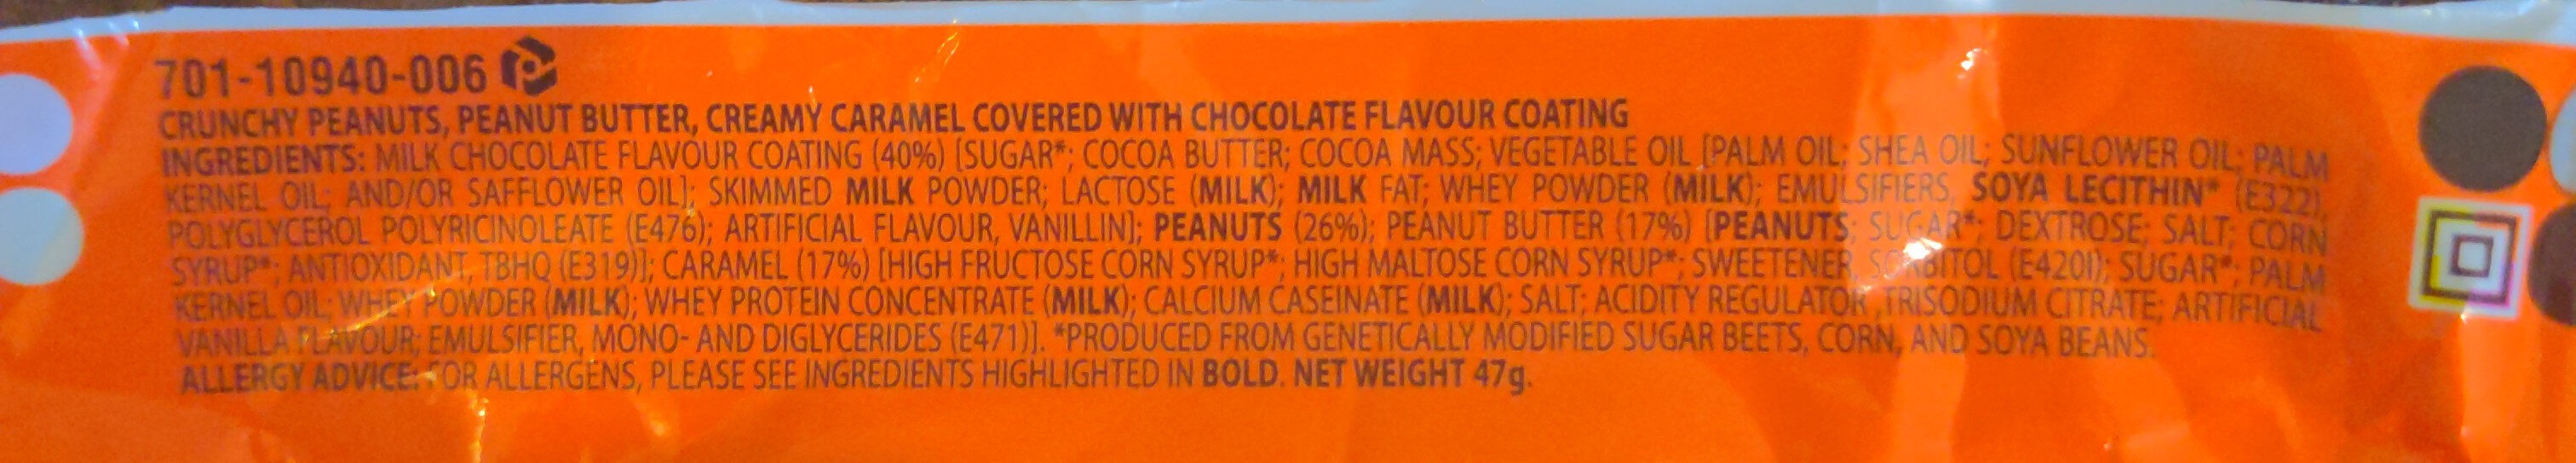 701-10940-006
CRUNCHY PEANUTS, PEANUT BUTTER, CREAMY CARAMEL COVERED WITH CHOCOLATE FLAVOUR COATING
INGREDIENTS: MILK CHOCOLATE FLAVOUR COATING (40%) [SUGAR*; COCOA BUTTER; COCOA MASS; VEGETABLE OIL [PALM OIL; SHEA OIL; SUNFLOWER OIL; PALM
KERNEL OIL; AND/OR SAFFLOWER OIL]; SKIMMED MILK POWDER; LACTOSE (MILK); MILK FAT; WHEY POWDER (MILK); EMULSIFIERS, SOYA LECITHIN* (E322),
POLYGLYCEROL POLYRICINOLEATE (E476); ARTIFICIAL FLAVOUR, VANILLIN]; PEANUTS (26%); PEANUT BUTTER (17%) [PEANUTS; SUGAR*; DEXTROSE; SALT; CORN
SYRUP*; ANTIOXIDANT, TBHQ (E319)]; CARAMEL (17%) [HIGH FRUCTOSE CORN SYRUP*; HIGH MALTOSE CORN SYRUP*; SWEETENER, SORBITOL (E420I); SUGAR*; PALM
KERNEL OIL; WHEY POWDER (MILK); WHEY PROTEIN CONCENTRATE (MILK); CALCIUM CASEINATE (MILK); SALT; ACIDITY REGULATOR ,TRISODIUM CITRATE; ARTIFICIAL
VANILLA FLAVOUR; EMULSIFIER, MONO- AND DIGLYCERIDES (E471)]. *PRODUCED FROM GENETICALLY MODIFIED SUGAR BEETS, CORN, AND SOYA BEANS.
ALLERGY ADVICE: FOR ALLERGENS, PLEASE SEE INGREDIENTS HIGHLIGHTED IN BOLD. NET WEIGHT 47g.